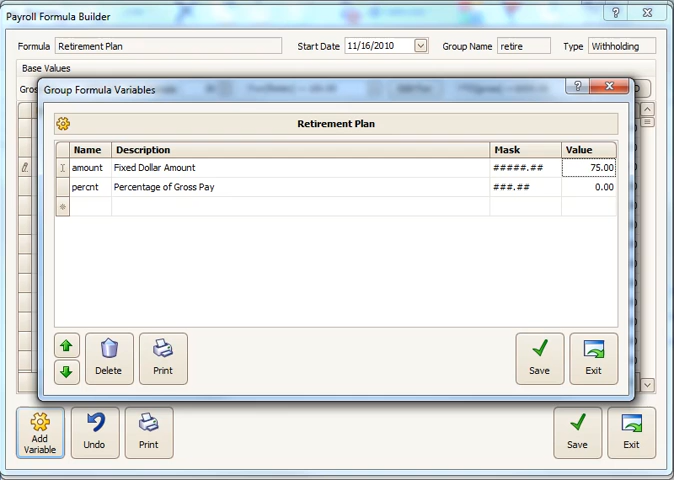 Payroll Formula Builder
Formula Retirement Plan Start Date 11/16/2010 Group Name retire Type Withholding
Base Values
Group Formula Variables
Retirement Plan
Name Description Mask Value
amount Fixed Dollar Amount #####.## 75.00
percnt Percentage of Gross Pay ###.## 0.00
Delete Print Save Exit
Add Variable Undo Print Save Exit